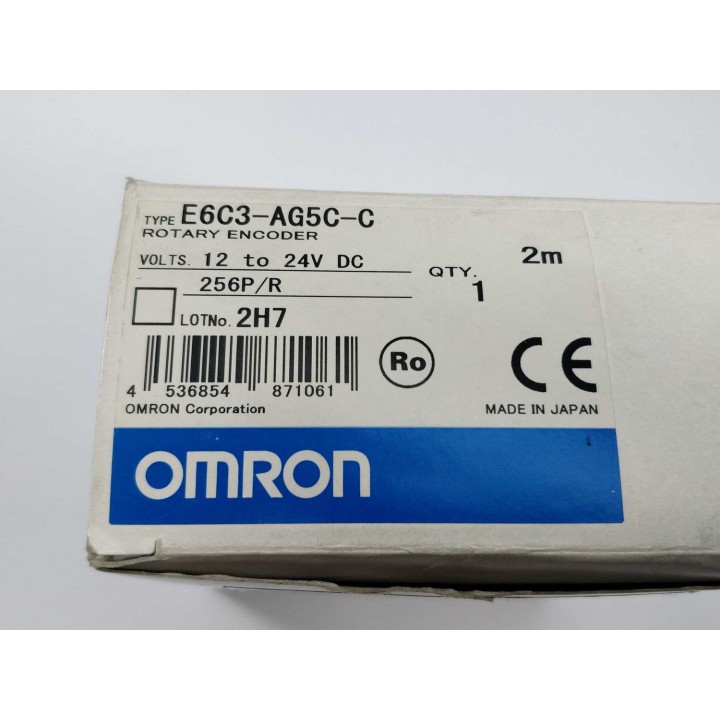 TYPE E6C3-AG5C-C
ROTARY ENCODER
VOLTS. 12 to 24V DC
256P/R
2m
QTY. 1
LOTNo. 2H7
4 536854 871061
Ro
CE
OMRON Corporation
MADE IN JAPAN
OMRON